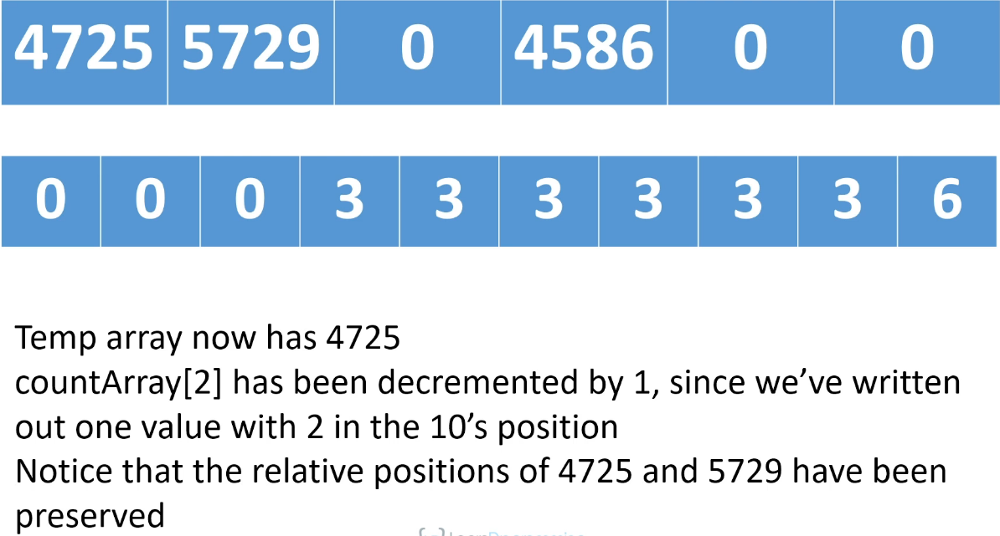 4725 5729 0 4586 0 0
0 0 0 3 3 3 3 3 3 6
Temp array now has 4725
countArray[2] has been decremented by 1, since we’ve written
out one value with 2 in the 10’s position
Notice that the relative positions of 4725 and 5729 have been
preserved